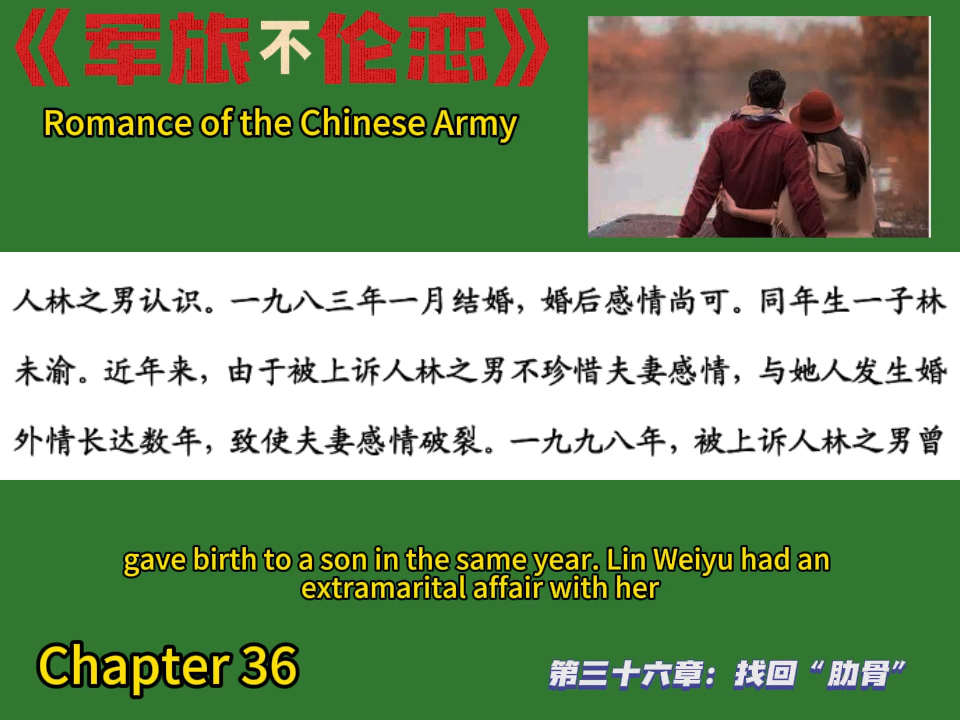 《军旅不伦恋》
Romance of the Chinese Army
人林之男认识。一九八三年一月结婚，婚后感情尚可。同年生一子林
未渝。近年来，由于被上诉人林之男不珍惜夫妻感情，与她人发生婚
外情长达数年，致使夫妻感情破裂。一九九八年，被上诉人林之男曾
gave birth to a son in the same year. Lin Weiyu had an
extramarital affair with her
Chapter 36
第三十六章：找回“肋骨”